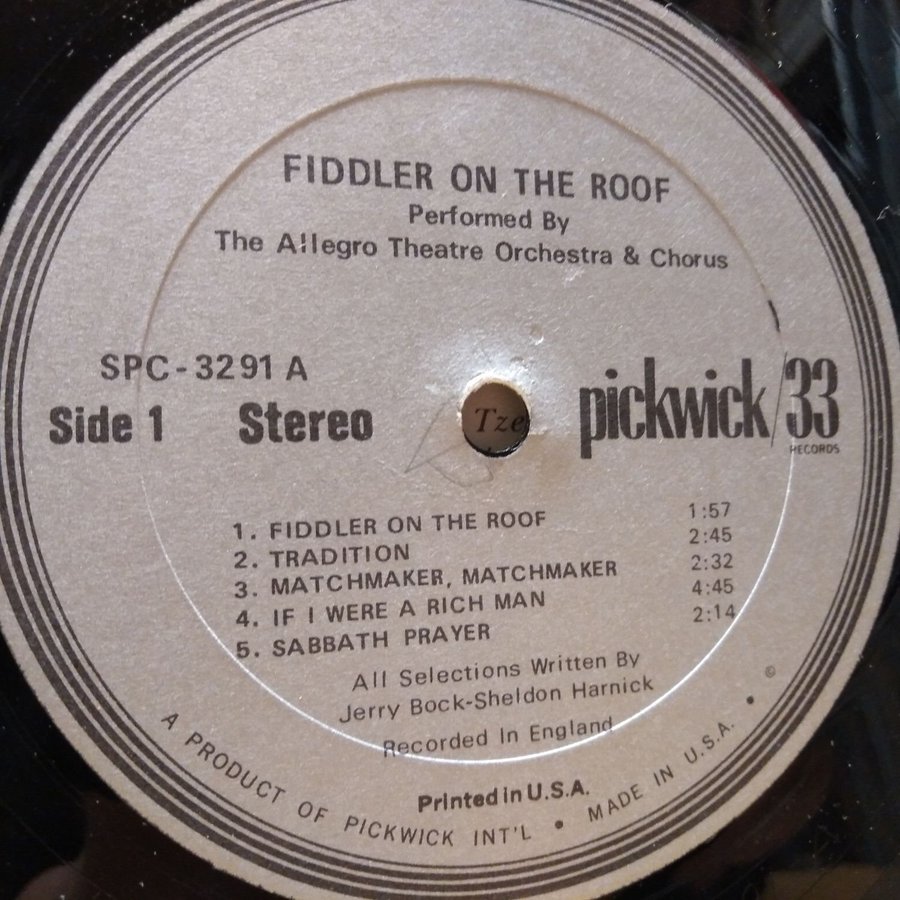 FIDDLER ON THE ROOF
Performed By
The Allegro Theatre Orchestra & Chorus
SPC-3291 A
Side 1 Stereo
pickwick/33
RECORDS
Tze
1. FIDDLER ON THE ROOF 1:57
2. TRADITION 2:45
3. MATCHMAKER, MATCHMAKER 2:32
4. IF I WERE A RICH MAN 4:45
5. SABBATH PRAYER 2:14
All Selections Written By
Jerry Bock-Sheldon Harnick
Recorded In England
Printed in U.S.A.
A PRODUCT OF PICKWICK INT'L • MADE IN U.S.A. • ©